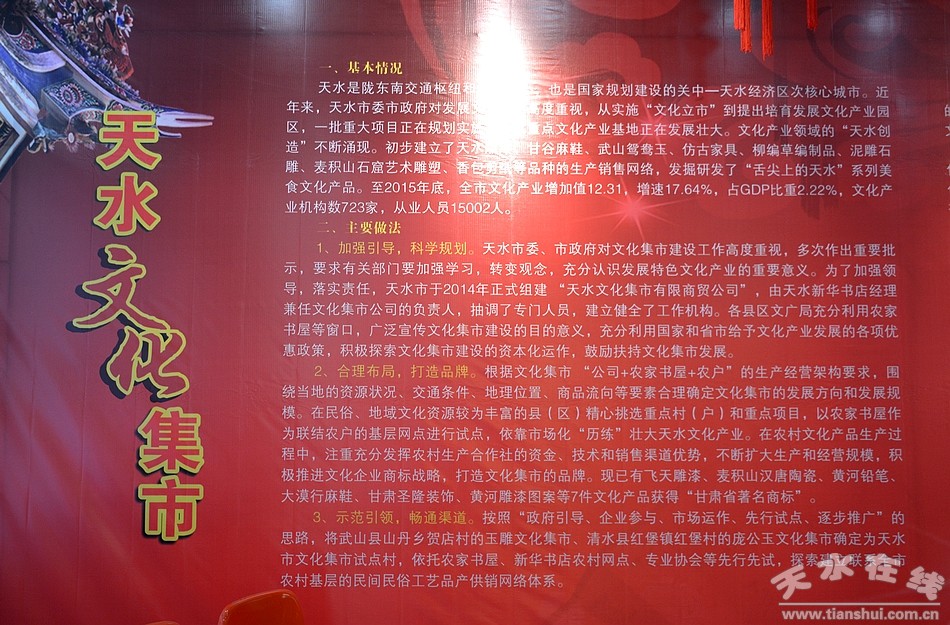 天水文化集市
一、基本情况
天水是陇东南交通枢纽和 也是国家规划建设的关中—天水经济区次核心城市。近
年来，天水市委市政府对发展 高度重视，从实施“文化立市”到提出培育发展文化产业园
区，一批重大项目正在规划实施 重点文化产业基地正在发展壮大。文化产业领域的“天水创
造”不断涌现。初步建立了天水 甘谷麻鞋、武山鸳鸯玉、仿古家具、柳编草编制品、泥雕石
雕、麦积山石窟艺术雕塑、香包剪纸等品种的生产销售网络，发掘研发了“舌尖上的天水”系列美
食文化产品。至2015年底，全市文化产业增加值12.31，增速17.64%，占GDP比重2.22%，文化产
业机构数723家，从业人员15002人。
二、主要做法
1、加强引导，科学规划。天水市委、市政府对文化集市建设工作高度重视，多次作出重要批
示，要求有关部门要加强学习，转变观念，充分认识发展特色文化产业的重要意义。为了加强领
导，落实责任，天水市于2014年正式组建“天水文化集市有限商贸公司”，由天水新华书店经理
兼任文化集市公司的负责人，抽调了专门人员，建立健全了工作机构。各县区文广局充分利用农家
书屋等窗口，广泛宣传文化集市建设的目的意义，充分利用国家和省市给予文化产业发展的各项优
惠政策，积极探索文化集市建设的资本化运作，鼓励扶持文化集市发展。
2、合理布局，打造品牌。根据文化集市“公司+农家书屋+农户”的生产经营架构要求，围
绕当地的资源状况、交通条件、地理位置、商品流向等要素合理确定文化集市的发展方向和发展规
模。在民俗、地域文化资源较为丰富的县（区）精心挑选重点村（户）和重点项目，以农家书屋作
为联结农户的基层网点进行试点，依靠市场化“历练”壮大天水文化产业。在农村文化产品生产过
程中，注重充分发挥农村生产合作社的资金、技术和销售渠道优势，不断扩大生产和经营规模，积
极推进文化企业商标战略，打造文化集市的品牌。现已有飞天雕漆、麦积山汉唐陶瓷、黄河铅笔、
大漠行麻鞋、甘肃圣隆装饰、黄河雕漆图案等7件文化产品获得“甘肃省著名商标”。
3、示范引领，畅通渠道。按照“政府引导、企业参与、市场运作、先行试点、逐步推广”的
思路，将武山县山丹乡贺店村的玉雕文化集市、清水县红堡镇红堡村的庞公玉文化集市确定为天水
市文化集市试点村，依托农家书屋、新华书店农村网点、专业协会等先行先试，探索建立联系全市
农村基层的民间民俗工艺品产供销网络体系。
天水在线
www.tianshui.com.cn